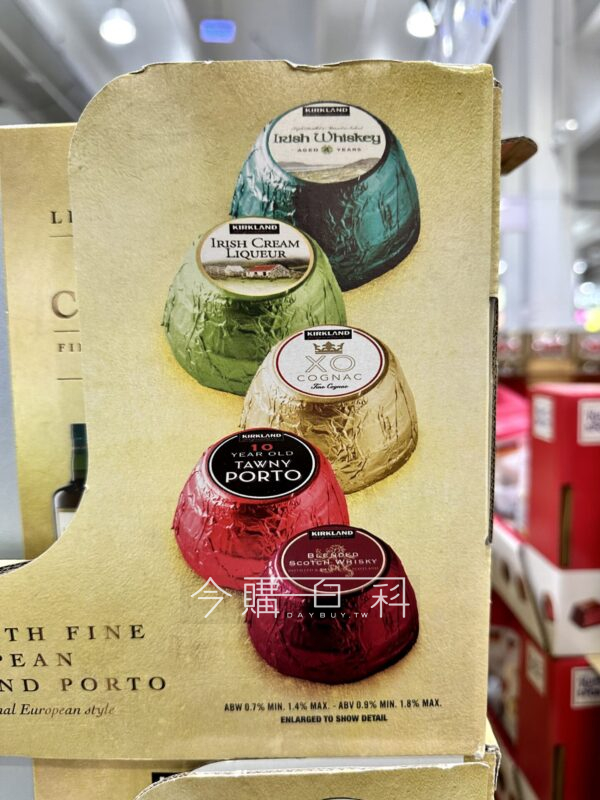 KIRKLAND
Irish Whiskey
AGED 4 YEARS
KIRKLAND
IRISH CREAM
LIQUEUR
KIRKLAND
XO
COGNAC
Fine Cognac
KIRKLAND
10
YEAR OLD
TAWNY
PORTO
KIRKLAND
BLENDED
SCOTCH WHISKY
今購百科
TODAYBUY.TW
TH FINE
PEAN
ND PORTO
nal European style
ABW 0.7% MIN. 1.4% MAX. - ABV 0.9% MIN. 1.8% MAX.
ENLARGED TO SHOW DETAIL